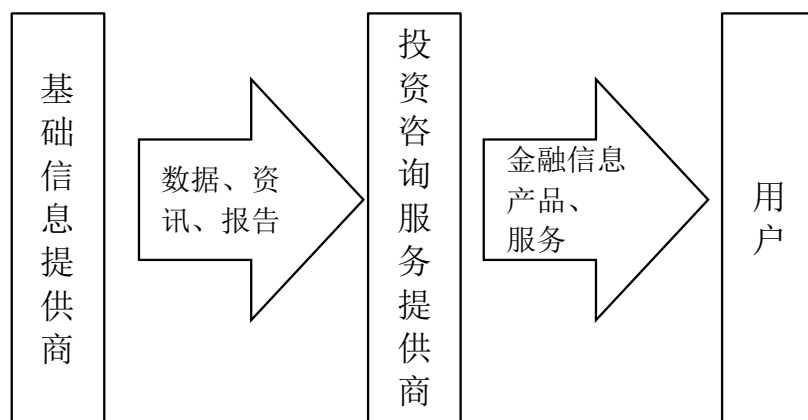 基础信息提供商
数据、资
讯、报告
投资咨询服务提供商
金融信息
产品、
服务
用户